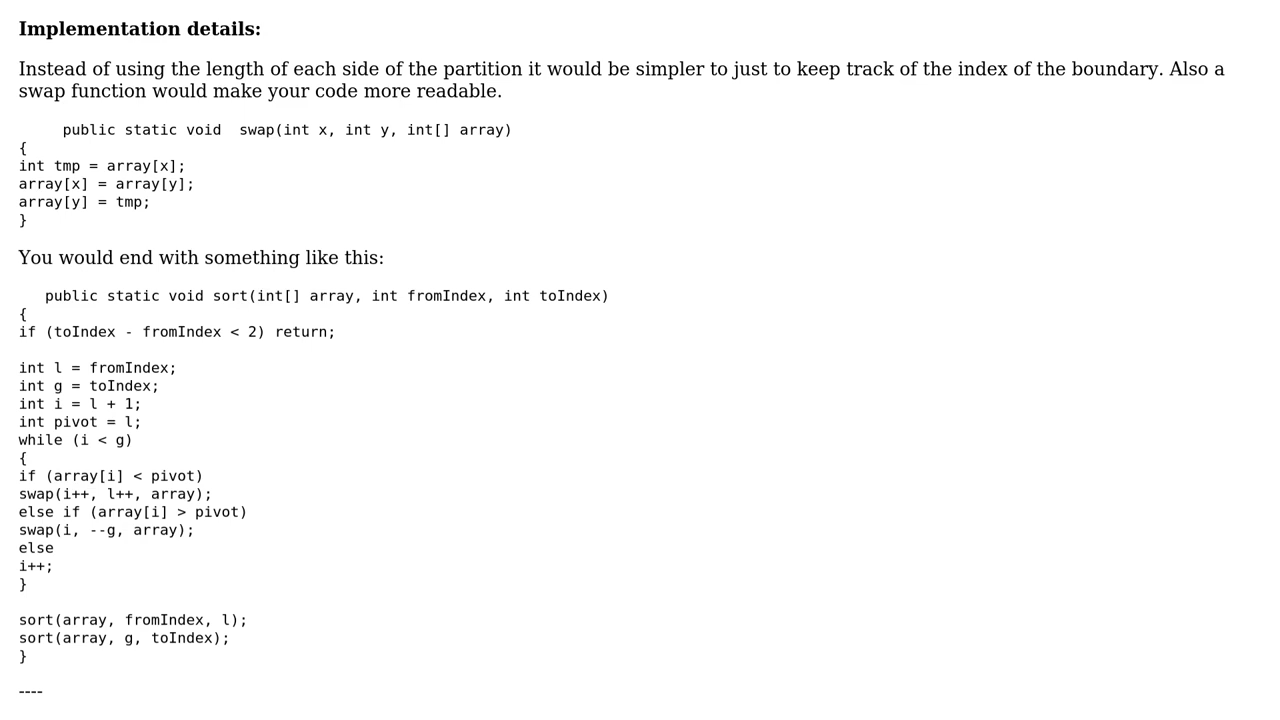 Implementation details:
Instead of using the length of each side of the partition it would be simpler to just to keep track of the index of the boundary. Also a
swap function would make your code more readable.
public static void  swap(int x, int y, int[] array)
{
int tmp = array[x];
array[x] = array[y];
array[y] = tmp;
}
You would end with something like this:
public static void sort(int[] array, int fromIndex, int toIndex)
{
if (toIndex - fromIndex < 2) return;
int l = fromIndex;
int g = toIndex;
int i = l + 1;
int pivot = l;
while (i < g)
{
if (array[i] < pivot)
swap(i++, l++, array);
else if (array[i] > pivot)
swap(i, --g, array);
else
i++;
}
sort(array, fromIndex, l);
sort(array, g, toIndex);
}
----